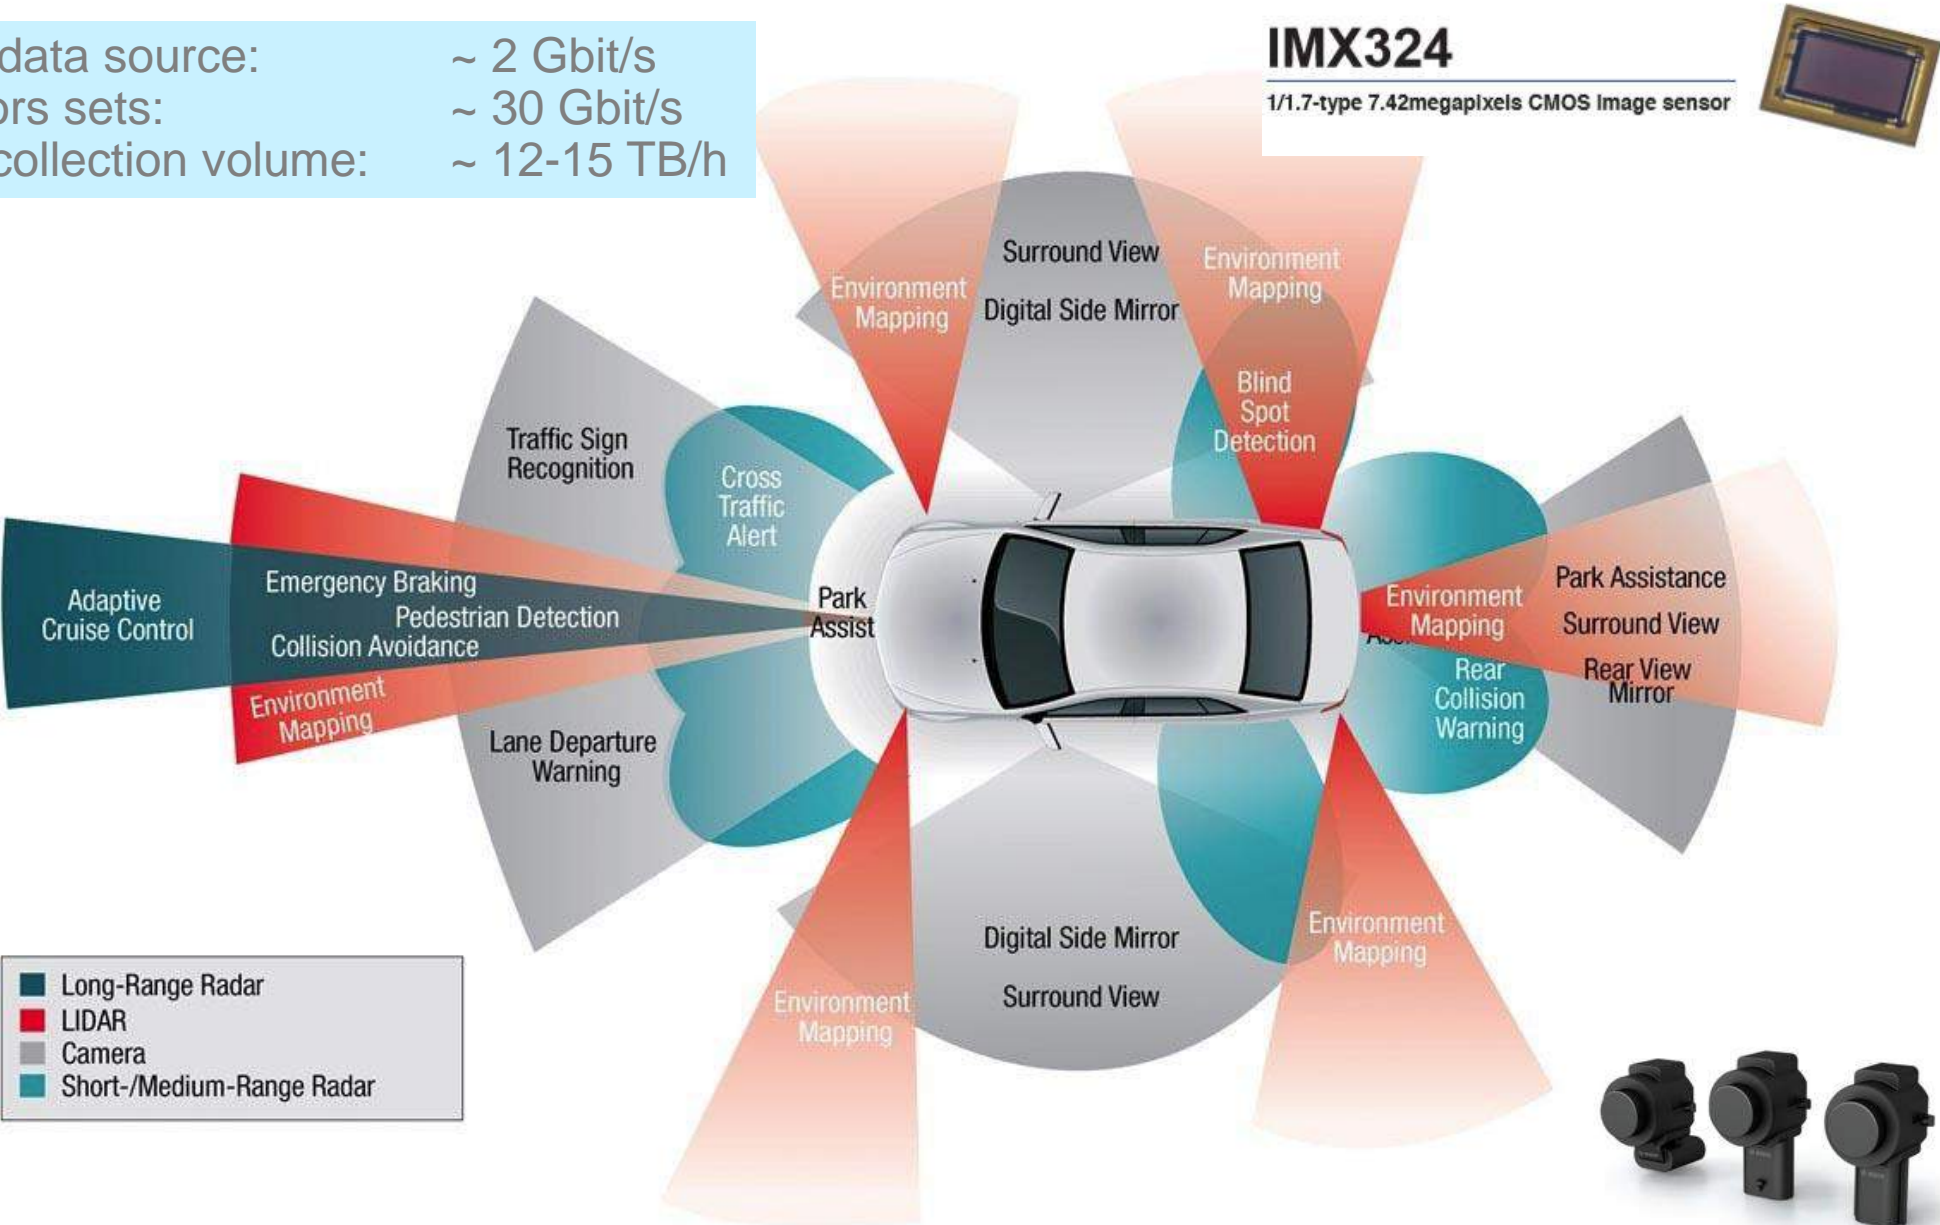 data source: ~ 2 Gbit/s
ors sets: ~ 30 Gbit/s
collection volume: ~ 12-15 TB/h
IMX324
1/1.7-type 7.42megapixels CMOS Image sensor
Surround View
Digital Side Mirror
Environment
Mapping
Environment
Mapping
Blind
Spot
Detection
Traffic Sign
Recognition
Cross
Traffic
Alert
Adaptive
Cruise Control
Emergency Braking
Pedestrian Detection
Collision Avoidance
Environment
Mapping
Park
Assist
Lane Departure
Warning
Environment
Mapping
Rear
Collision
Warning
Park Assistance
Surround View
Rear View
Mirror
Digital Side Mirror
Surround View
Environment
Mapping
Environment
Mapping
Long-Range Radar
LIDAR
Camera
Short-/Medium-Range Radar